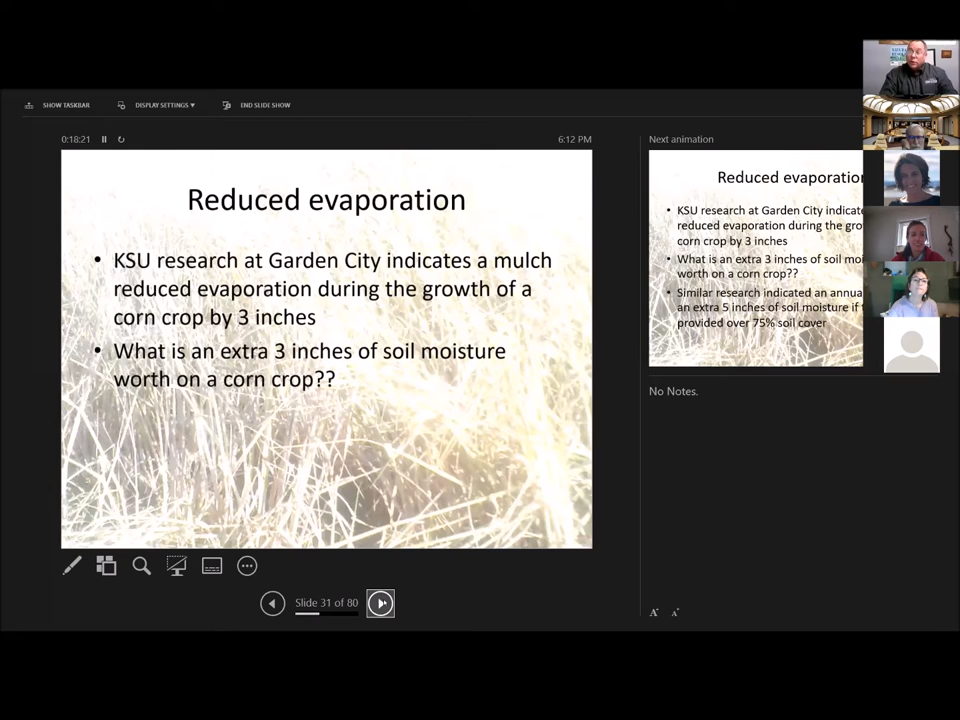 SHOW TASKBAR
DISPLAY SETTINGS ▾
END SLIDE SHOW
0:18:21
6:12 PM
Reduced evaporation
• KSU research at Garden City indicates a mulch
reduced evaporation during the growth of a
corn crop by 3 inches
• What is an extra 3 inches of soil moisture
worth on a corn crop??
Slide 31 of 80
Next animation
Reduced evaporation
• KSU research at Garden City indicate
reduced evaporation during the gro
corn crop by 3 inches
• What is an extra 3 inches of soil moi
worth on a corn crop??
• Similar research indicated an annua
an extra 5 inches of soil moisture if
provided over 75% soil cover
No Notes.
A A